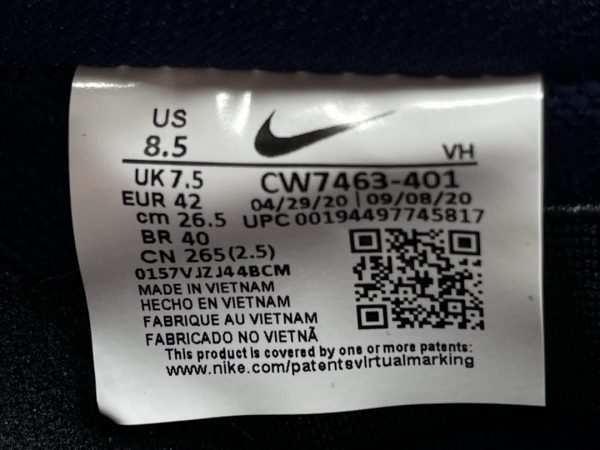 US
8.5
VH
UK 7.5
CW7463-401
EUR 42
04/29/20 | 09/08/20
cm 26.5
UPC 00194497745817
BR 40
CN 265(2.5)
0157VJZJ44BCM
MADE IN VIETNAM
HECHO EN VIETNAM
FABRIQUE AU VIETNAM
FABRICADO NO VIETNÃ
This product is covered by one or more patents:
www.nike.com/patentsvirtualmarking